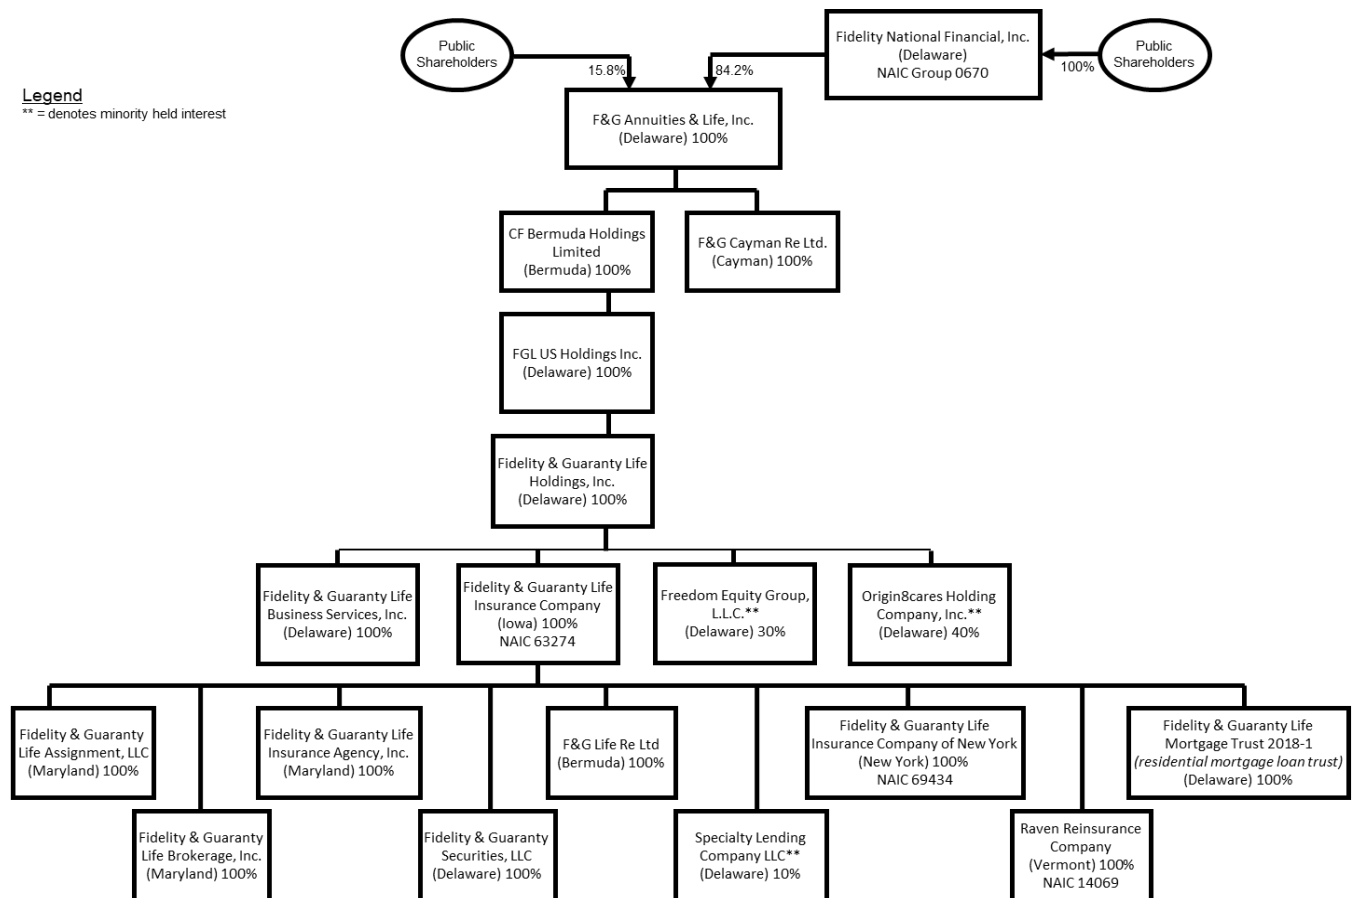 Public
Shareholders
Fidelity National Financial, Inc.
(Delaware)
NAIC Group 0670
Public
Shareholders
15.8%
84.2%
100%
Legend
** = denotes minority held interest
F&G Annuities & Life, Inc.
(Delaware) 100%
CF Bermuda Holdings
Limited
(Bermuda) 100%
F&G Cayman Re Ltd.
(Cayman) 100%
FGL US Holdings Inc.
(Delaware) 100%
Fidelity & Guaranty Life
Holdings, Inc.
(Delaware) 100%
Fidelity & Guaranty Life
Business Services, Inc.
(Delaware) 100%
Fidelity & Guaranty Life
Insurance Company
(Iowa) 100%
NAIC 63274
Freedom Equity Group,
L.L.C.**
(Delaware) 30%
Origin8cares Holding
Company, Inc.**
(Delaware) 40%
Fidelity & Guaranty
Life Assignment, LLC
(Maryland) 100%
Fidelity & Guaranty Life
Insurance Agency, Inc.
(Maryland) 100%
F&G Life Re Ltd
(Bermuda) 100%
Fidelity & Guaranty Life
Insurance Company of New York
(New York) 100%
NAIC 69434
Fidelity & Guaranty Life
Mortgage Trust 2018-1
(residential mortgage loan trust)
(Delaware) 100%
Fidelity & Guaranty
Life Brokerage, Inc.
(Maryland) 100%
Fidelity & Guaranty
Securities, LLC
(Delaware) 100%
Specialty Lending
Company LLC**
(Delaware) 10%
Raven Reinsurance
Company
(Vermont) 100%
NAIC 14069